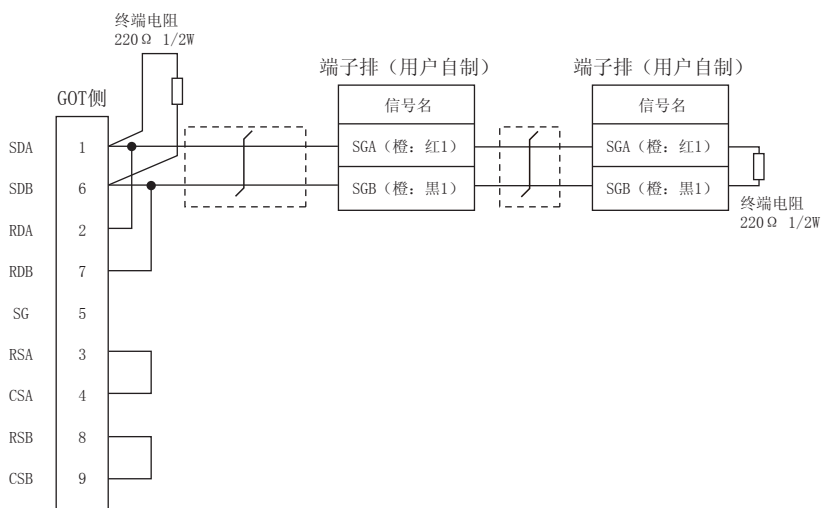 终端电阻
220Ω 1/2W
端子排（用户自制）
端子排（用户自制）
GOT侧
信号名
信号名
SDA 1
SGA（橙：红1）
SGA（橙：红1）
SDB 6
SGB（橙：黑1）
SGB（橙：黑1）
终端电阻
220Ω 1/2W
RDA 2
RDB 7
SG 5
RSA 3
CSA 4
RSB 8
CSB 9